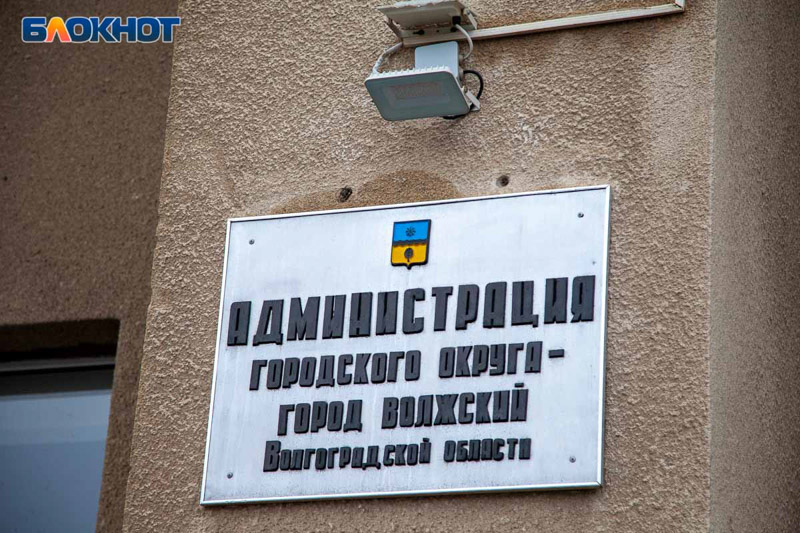 БЛОКНОТ
АДМИНИСТРАЦИЯ
ГОРОДСКОГО ОКРУГА –
ГОРОД ВОЛЖСКИЙ
ВОЛГОГРАДСКОЙ ОБЛАСТИ